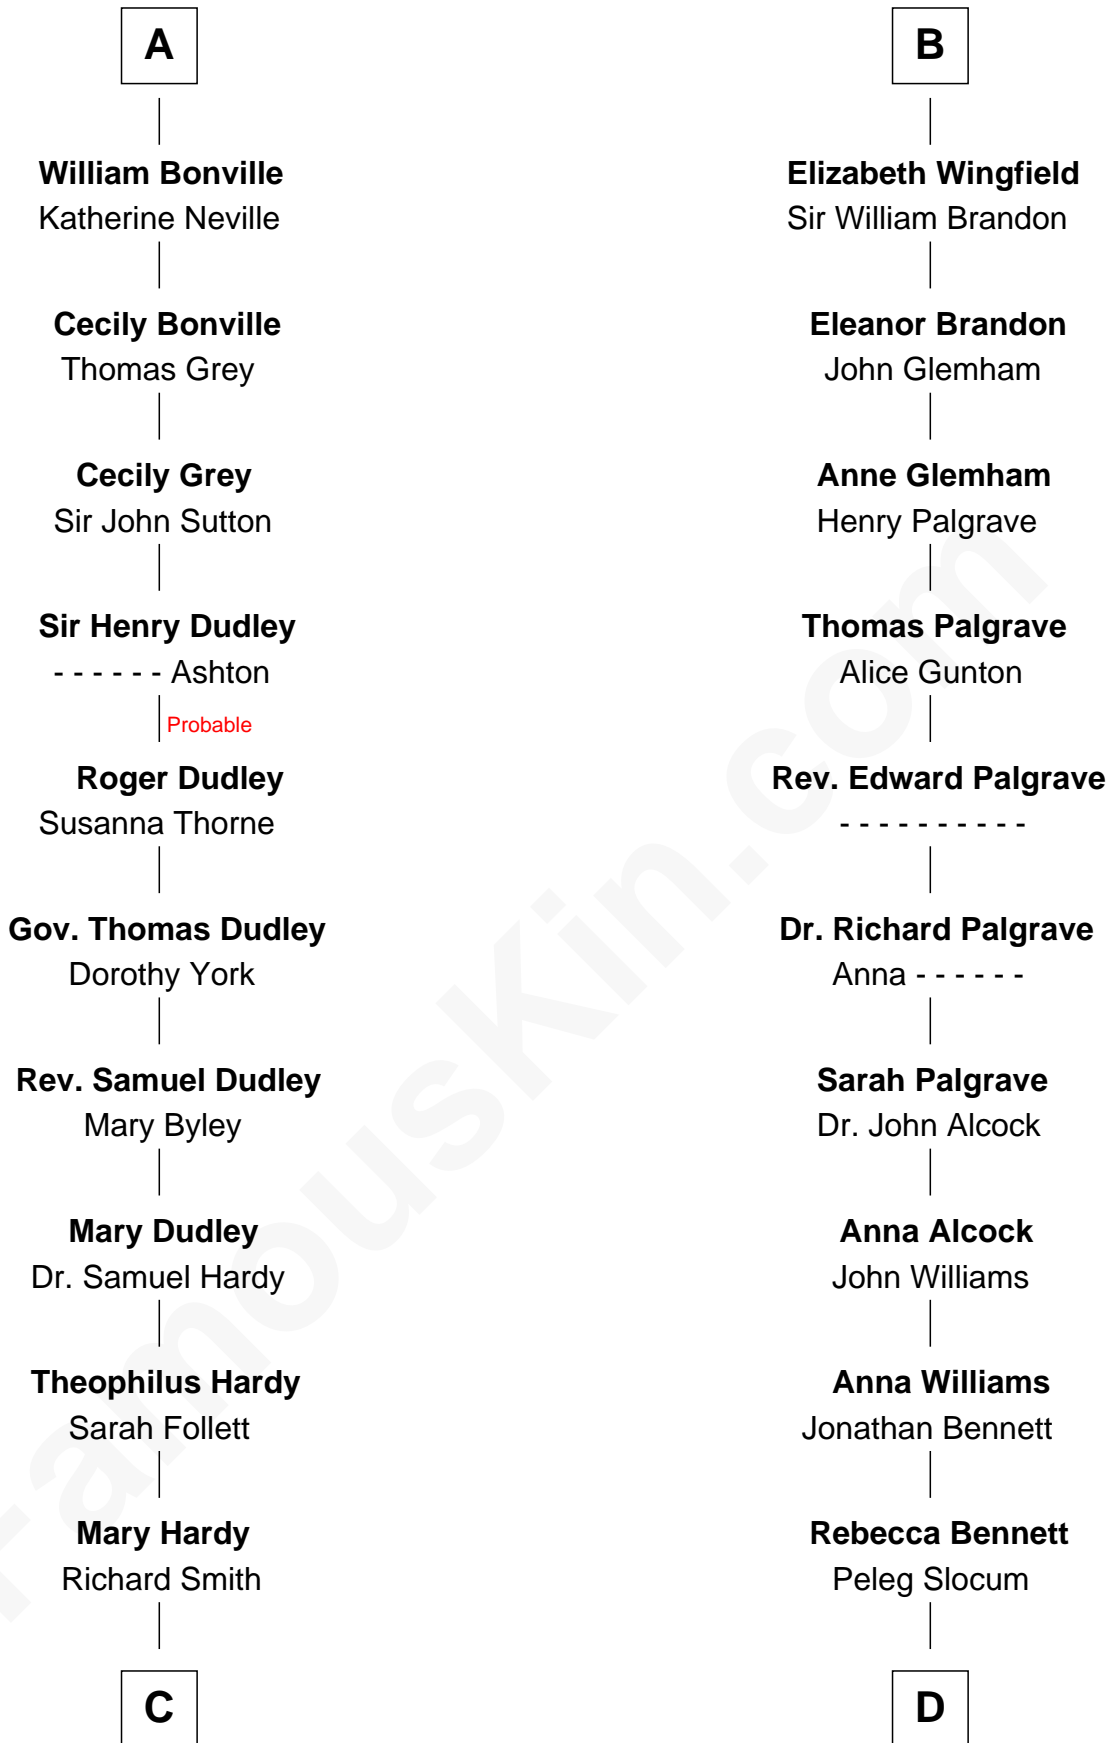 A
William Bonville
Katherine Neville
Cecily Bonville
Thomas Grey
Cecily Grey
Sir John Sutton
Sir Henry Dudley
- - - - - - Ashton
Probable
Roger Dudley
Susanna Thorne
Gov. Thomas Dudley
Dorothy York
Rev. Samuel Dudley
Mary Byley
Mary Dudley
Dr. Samuel Hardy
Theophilus Hardy
Sarah Follett
Mary Hardy
Richard Smith
C
B
Elizabeth Wingfield
Sir William Brandon
Eleanor Brandon
John Glemham
Anne Glemham
Henry Palgrave
Thomas Palgrave
Alice Gunton
Rev. Edward Palgrave
- - - - - - - - - -
Dr. Richard Palgrave
Anna - - - - - -
Sarah Palgrave
Dr. John Alcock
Anna Alcock
John Williams
Anna Williams
Jonathan Bennett
Rebecca Bennett
Peleg Slocum
D
FamousKin.com